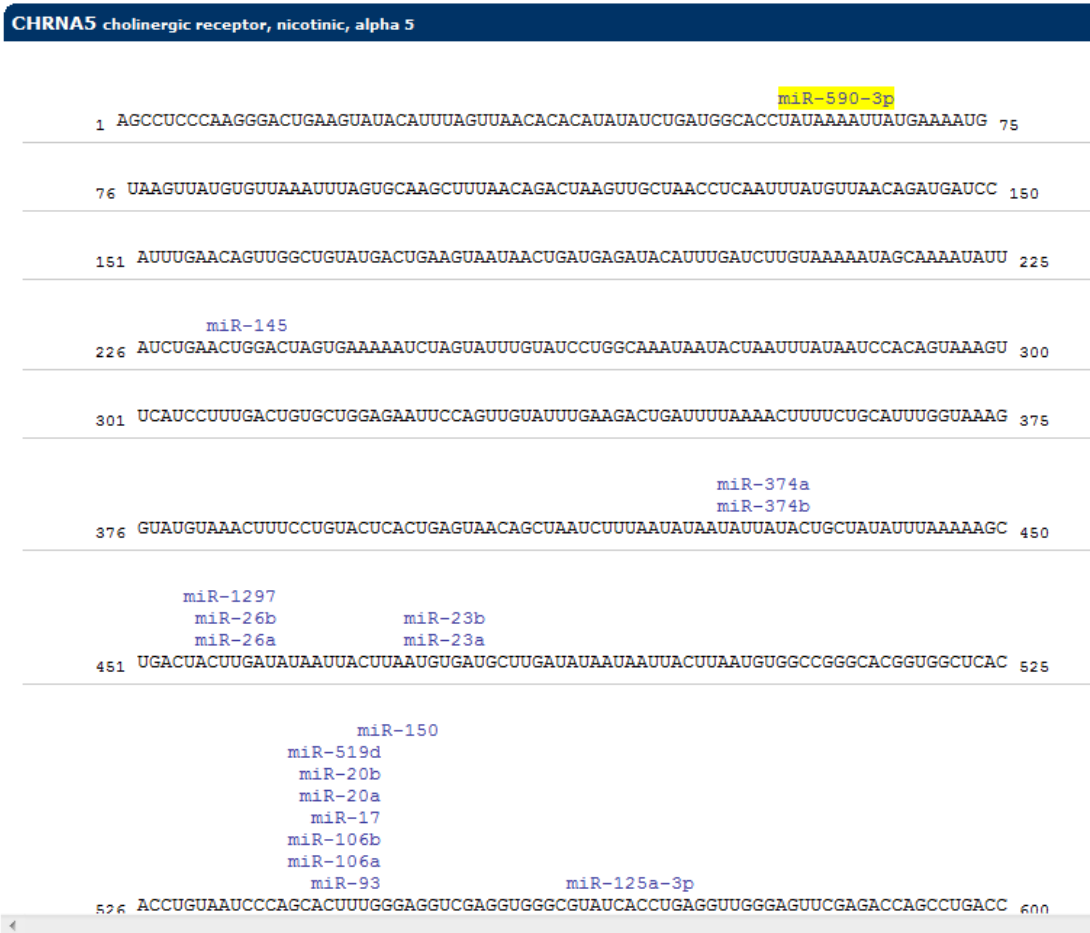 CHRNA5 cholinergic receptor, nicotinic, alpha 5
miR-590-3p
1 AGCCUCCCAAGGGACUGAAGUAUACAUUUAGUUAACACACAUAUAUCUGAUGGCACCUAUAAAAUUAUGAAAAUG 75
76 UAAGUUAUGUGUUAAAUUUAGUGCAAGCUUUAACAGACUAAGUUGCUAACCUCAAUUUAUGUUAACAGAUGAUCC 150
151 AUUUGAACAGUUGGCUGUAUGACUGAAGUAAUAACUGAUGAGAUACAUUUGAUCUUGUAAAAAUAGCAAAAUAUU 225
miR-145
226 AUCUGAACUGGACUAGUGAAAAAUCUAGUAUUUGUAUCCUGGCAAAUAAUACUAAUUUAUAAUCCACAGUAAAGU 300
301 UCAUCCUUUGACUGUGCUGGAGAAUUCCAGUUGUAUUUGAAGACUGAUUUUAAAACUUUUCUGCAUUUGGUAAAG 375
miR-374a
miR-374b
376 GUAUGUAAACUUUCCUGUACUCACUGAGUAACAGCUAAUCUUUAAUAUAAUAUUAUACUGCUAUAUUUAAAAAGC 450
miR-1297
miR-26b miR-23b
miR-26a miR-23a
451 UGACUACUUGAUAUAAUUACUUAAUGUGAUGCUUGAUAUAAUAAUUACUUAAUGUGGCCGGGCACGGUGGCUCAC 525
miR-150
miR-519d
miR-20b
miR-20a
miR-17
miR-106b
miR-106a
miR-93 miR-125a-3p
526 ACCUGUAAUCCCAGCACUUUGGGAGGUCGAGGUGGGCGUAUCACCUGAGGUUGGGAGUUCGAGACCAGCCUGACC 600